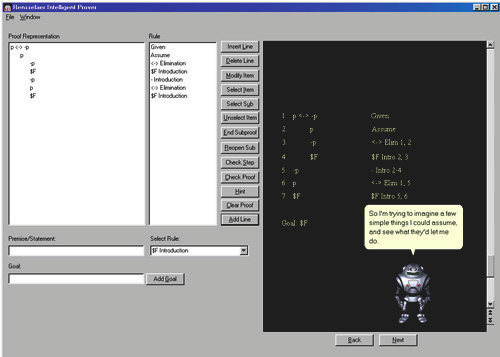 Rensselaer Intelligent Prover
File Window
Proof Representation Rule
p <-> -p Given
p Assume
-p <-> Elimination
$F $F Introduction
-p - Introduction
p <-> Elimination
$F $F Introduction
Insert Line
Delete Line
Modify Item
Select Item
Select Sub
Unselect Item
End Subproof
Reopen Sub
Check Step
Check Proof
Hint
Clear Proof
Add Line
Premise/Statement: Select Rule:
$F Introduction
Goal:
Add Goal
1 p <-> -p Given
2 p Assume
3 -p <-> Elim 1, 2
4 $F $F Intro 2, 3
5 -p - Intro 2-4
6 p <-> Elim 1, 5
7 $F $F Intro 5, 6
Goal $F
So I'm trying to imagine a few
simple things I could assume,
and see what they'd let me
do.
Back Next